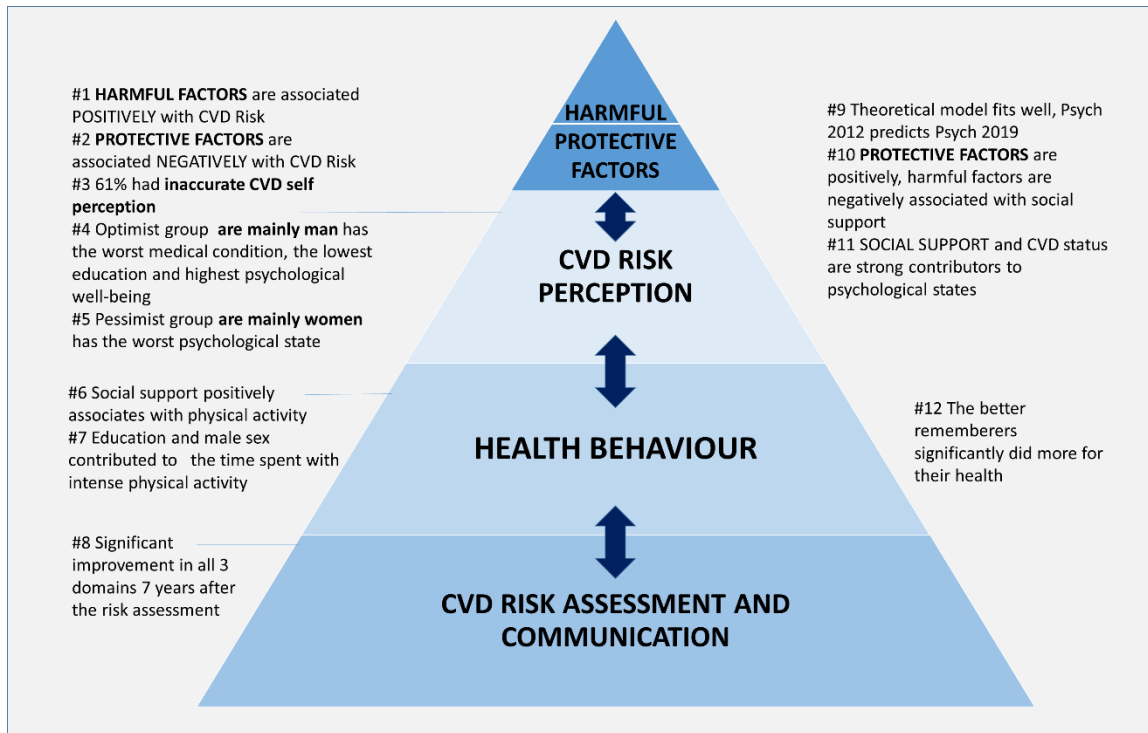 #1 HARMFUL FACTORS are associated
POSITIVELY with CVD Risk
#2 PROTECTIVE FACTORS are
associated NEGATIVELY with CVD Risk
#3 61% had inaccurate CVD self
perception
#4 Optimist group are mainly man has
the worst medical condition, the lowest
education and highest psychological
well-being
#5 Pessimist group are mainly women
has the worst psychological state
#6 Social support positively
associates with physical activity
#7 Education and male sex
contributed to the time spent with
intense physical activity
#8 Significant
improvement in all 3
domains 7 years after
the risk assessment
HARMFUL
PROTECTIVE
FACTORS
CVD RISK
PERCEPTION
HEALTH BEHAVIOUR
CVD RISK ASSESSMENT AND
COMMUNICATION
#9 Theoretical model fits well, Psych
2012 predicts Psych 2019
#10 PROTECTIVE FACTORS are
positively, harmful factors are
negatively associated with social
support
#11 SOCIAL SUPPORT and CVD status
are strong contributors to
psychological states
#12 The better
rememberers
significantly did more for
their health